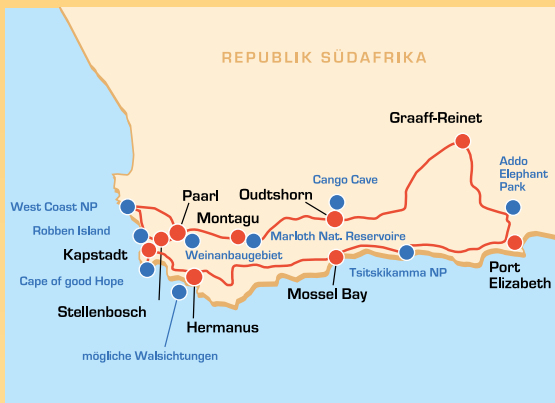 REPUBLIK SÜDAFRIKA
Graaff-Reinet
Addo
Elephant
Park
Cango Cave
Paarl
Oudtshorn
West Coast NP
Montagu
Robben Island
Marloth Nat. Reservoire
Kapstadt
Weinanbaugebiet
Cape of good Hope
Tsitskikamma NP
Port
Elizabeth
Mossel Bay
Stellenbosch
Hermanus
mögliche Walsichtungen